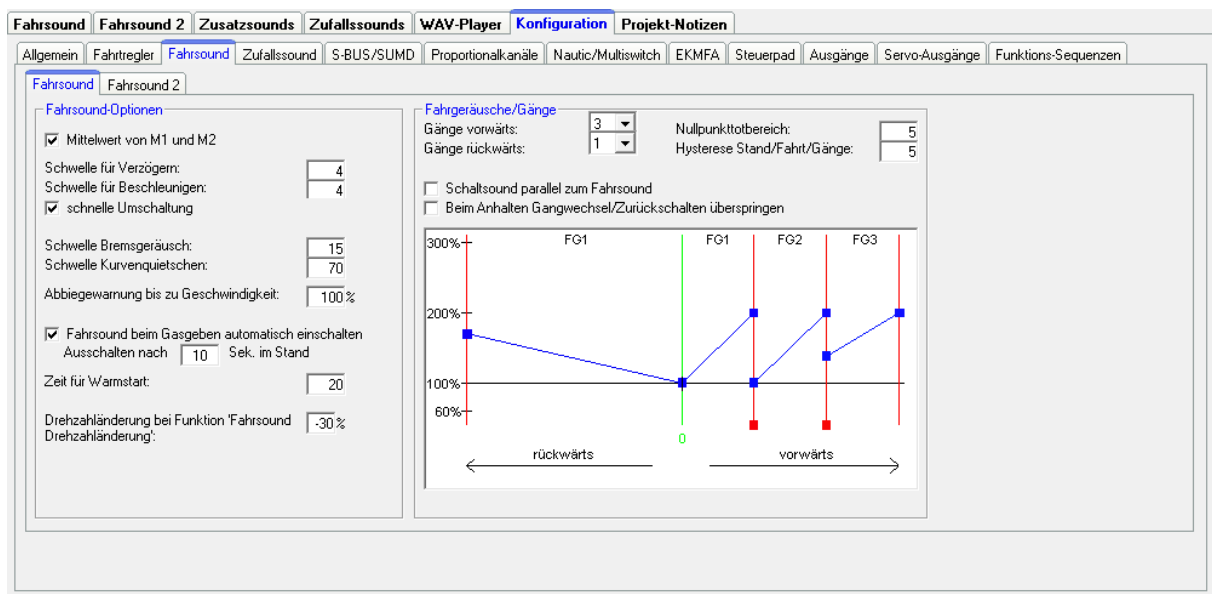 Fahrsound Fahrsound 2 Zusatzsounds Zufallssounds WAV-Player Konfiguration Projekt-Notizen
Allgemein Fahrtregler Fahrsound Zufallssound S-BUS/SUMD Proportionalkanäle Nautic/Multiswitch EKMFA Steuerpad Ausgänge Servo-Ausgänge Funktions-Sequenzen
Fahrsound Fahrsound 2
Fahrsound-Optionen
Mittelwert von M1 und M2
Schwelle für Verzögern: 4
Schwelle für Beschleunigen: 4
schnelle Umschaltung
Schwelle Bremsgeräusch: 15
Schwelle Kurvenquietschen: 70
Abbiegewarnung bis zu Geschwindigkeit: 100 %
Fahrsound beim Gasgeben automatisch einschalten
Ausschalten nach 10 Sek. im Stand
Zeit für Warmstart: 20
Drehzahländerung bei Funktion 'Fahrsound -30 %
Drehzahländerung':
Fahrgeräusche/Gänge
Gänge vorwärts: 3 Nullpunkttotbereich: 5
Gänge rückwärts: 1 Hysterese Stand/Fahrt/Gänge: 5
Schaltsound parallel zum Fahrsound
Beim Anhalten Gangwechsel/Zurückschalten überspringen
300% FG1 FG1 FG2 FG3
200%
100%
60%
0
rückwärts vorwärts